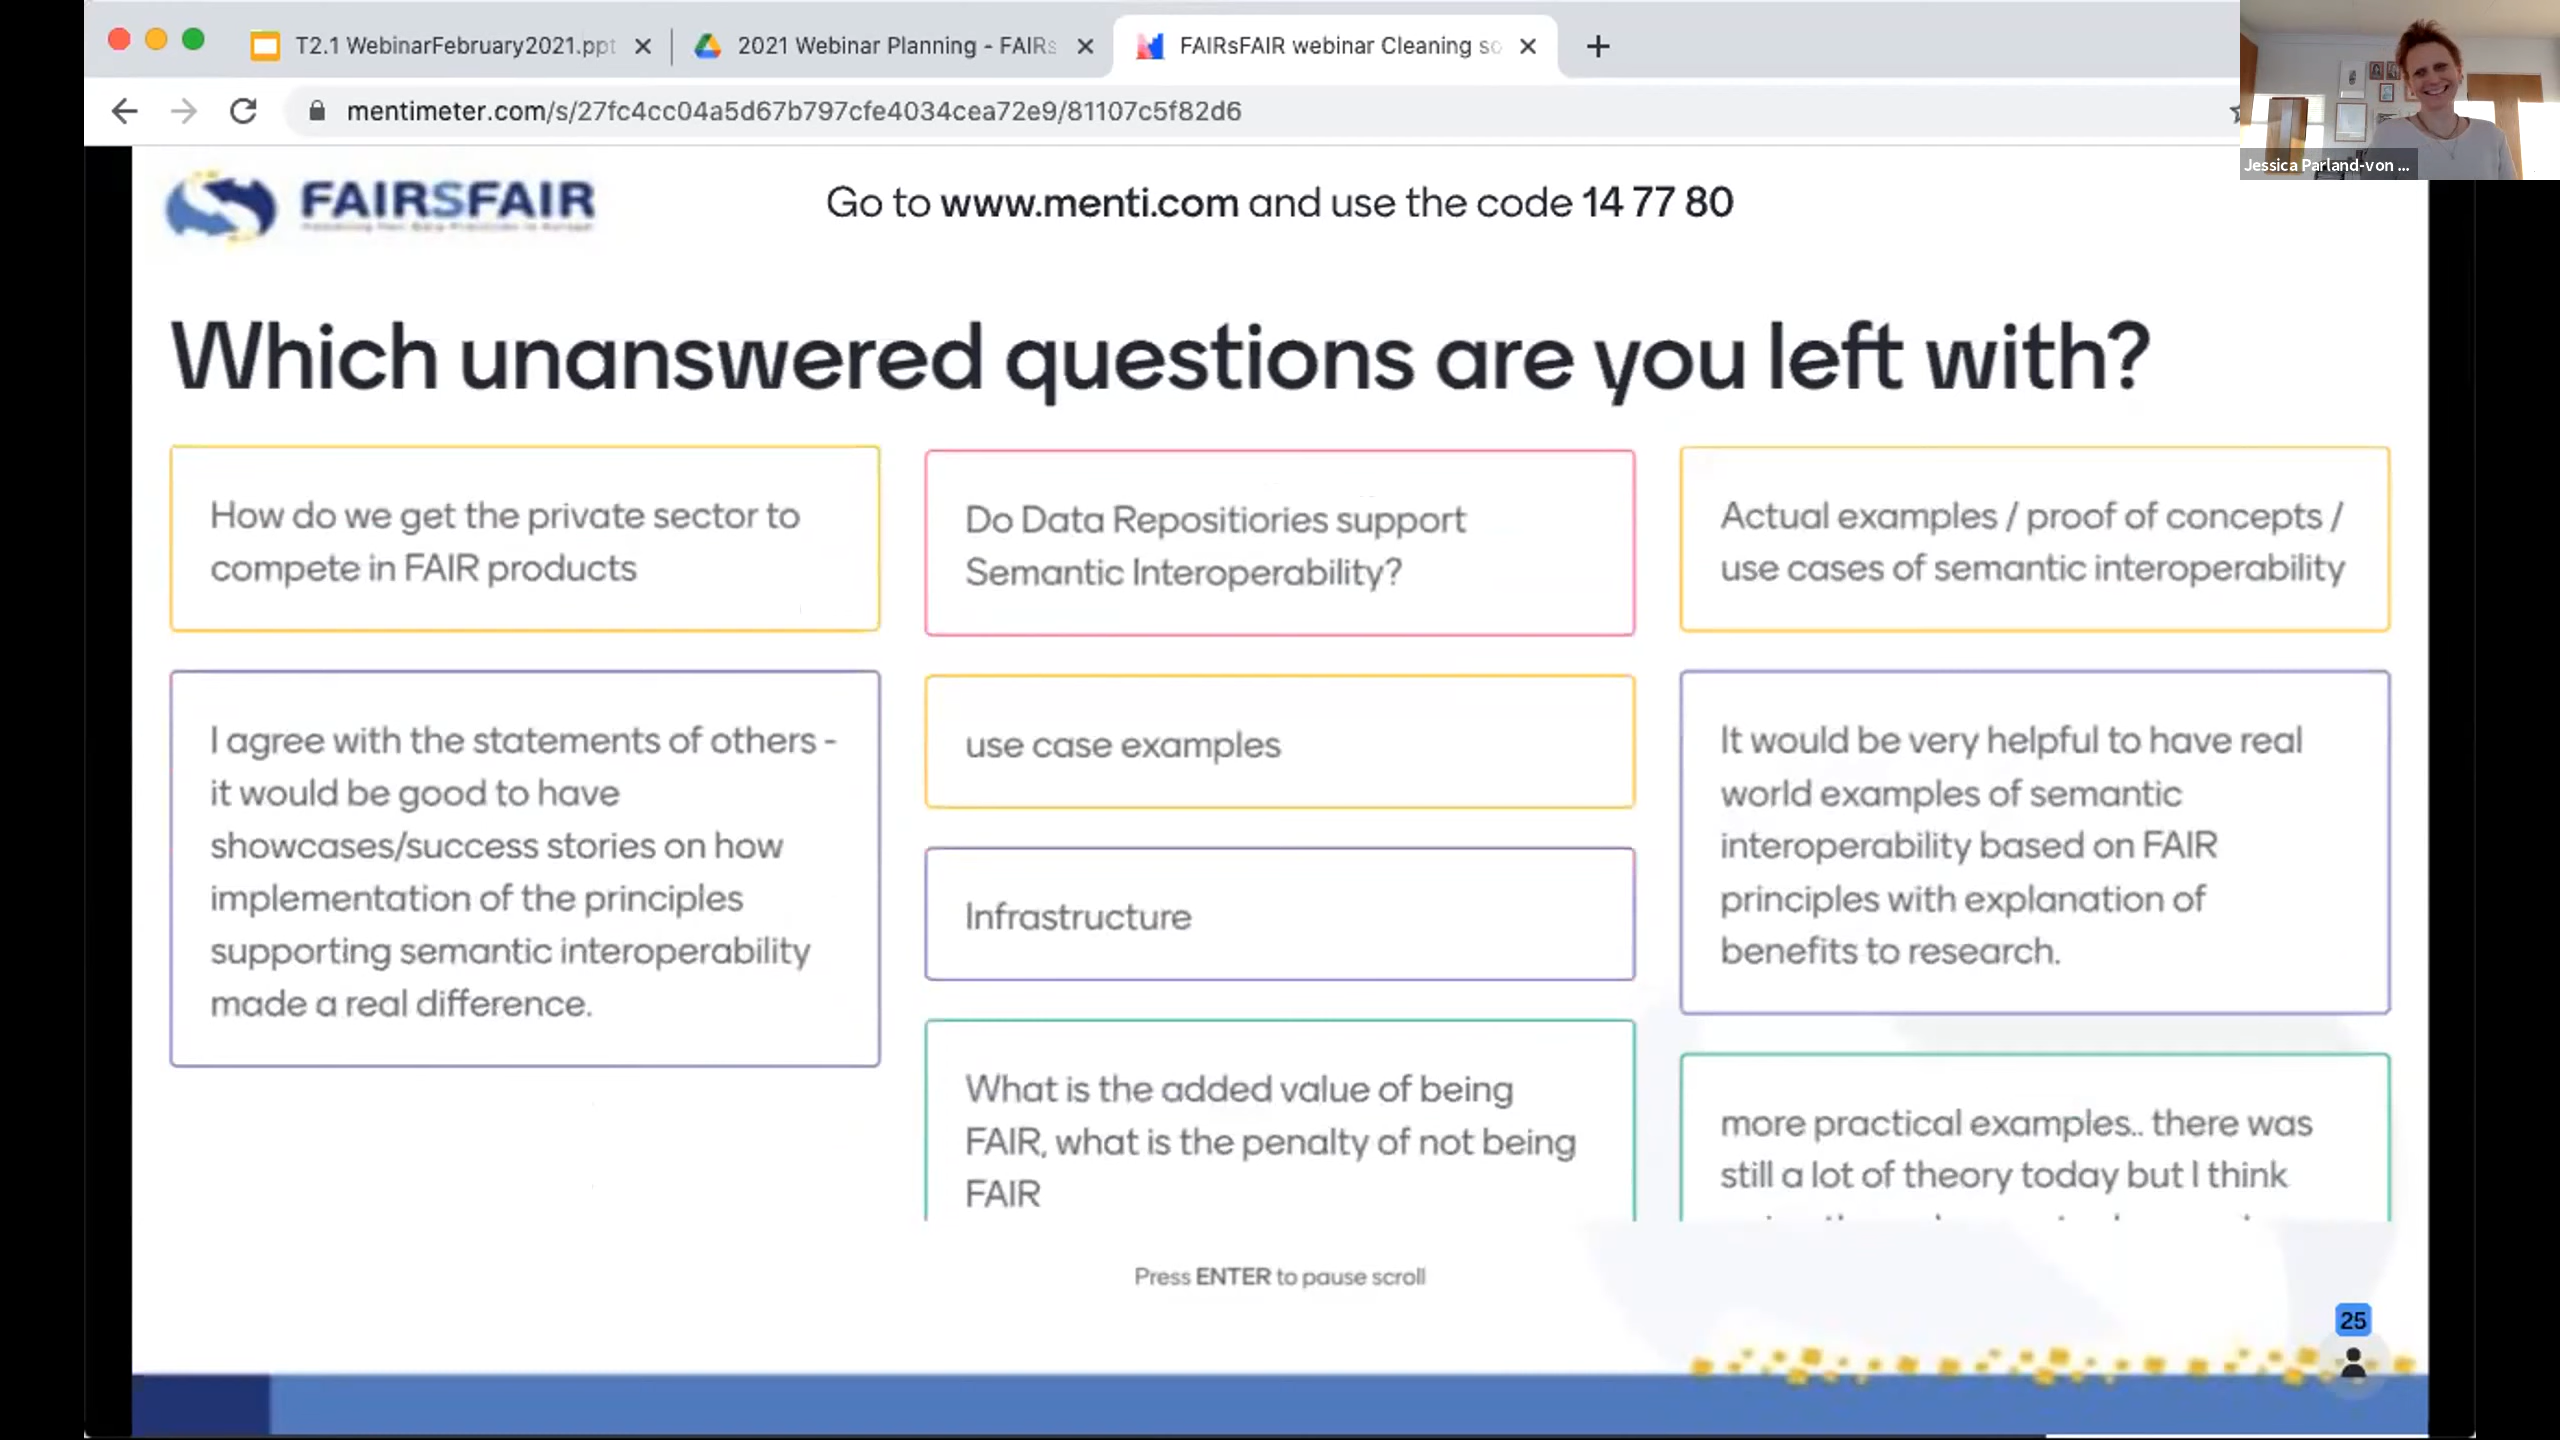 T2.1 WebinarFebruary2021.ppt
2021 Webinar Planning - FAIRs
FAIRsFAIR webinar Cleaning so
mentimeter.com/s/27fc4cc04a5d67b797cfe4034cea72e9/81107c5f82d6
Jessica Parland-von ...
FAIRSFAIR
Go to www.menti.com and use the code 14 77 80
Which unanswered questions are you left with?
How do we get the private sector to
compete in FAIR products
I agree with the statements of others -
it would be good to have
showcases/success stories on how
implementation of the principles
supporting semantic interoperability
made a real difference.
Do Data Repositiories support
Semantic Interoperability?
use case examples
Infrastructure
What is the added value of being
FAIR, what is the penalty of not being
FAIR
Actual examples / proof of concepts /
use cases of semantic interoperability
It would be very helpful to have real
world examples of semantic
interoperability based on FAIR
principles with explanation of
benefits to research.
more practical examples.. there was
still a lot of theory today but I think
Press ENTER to pause scroll
25